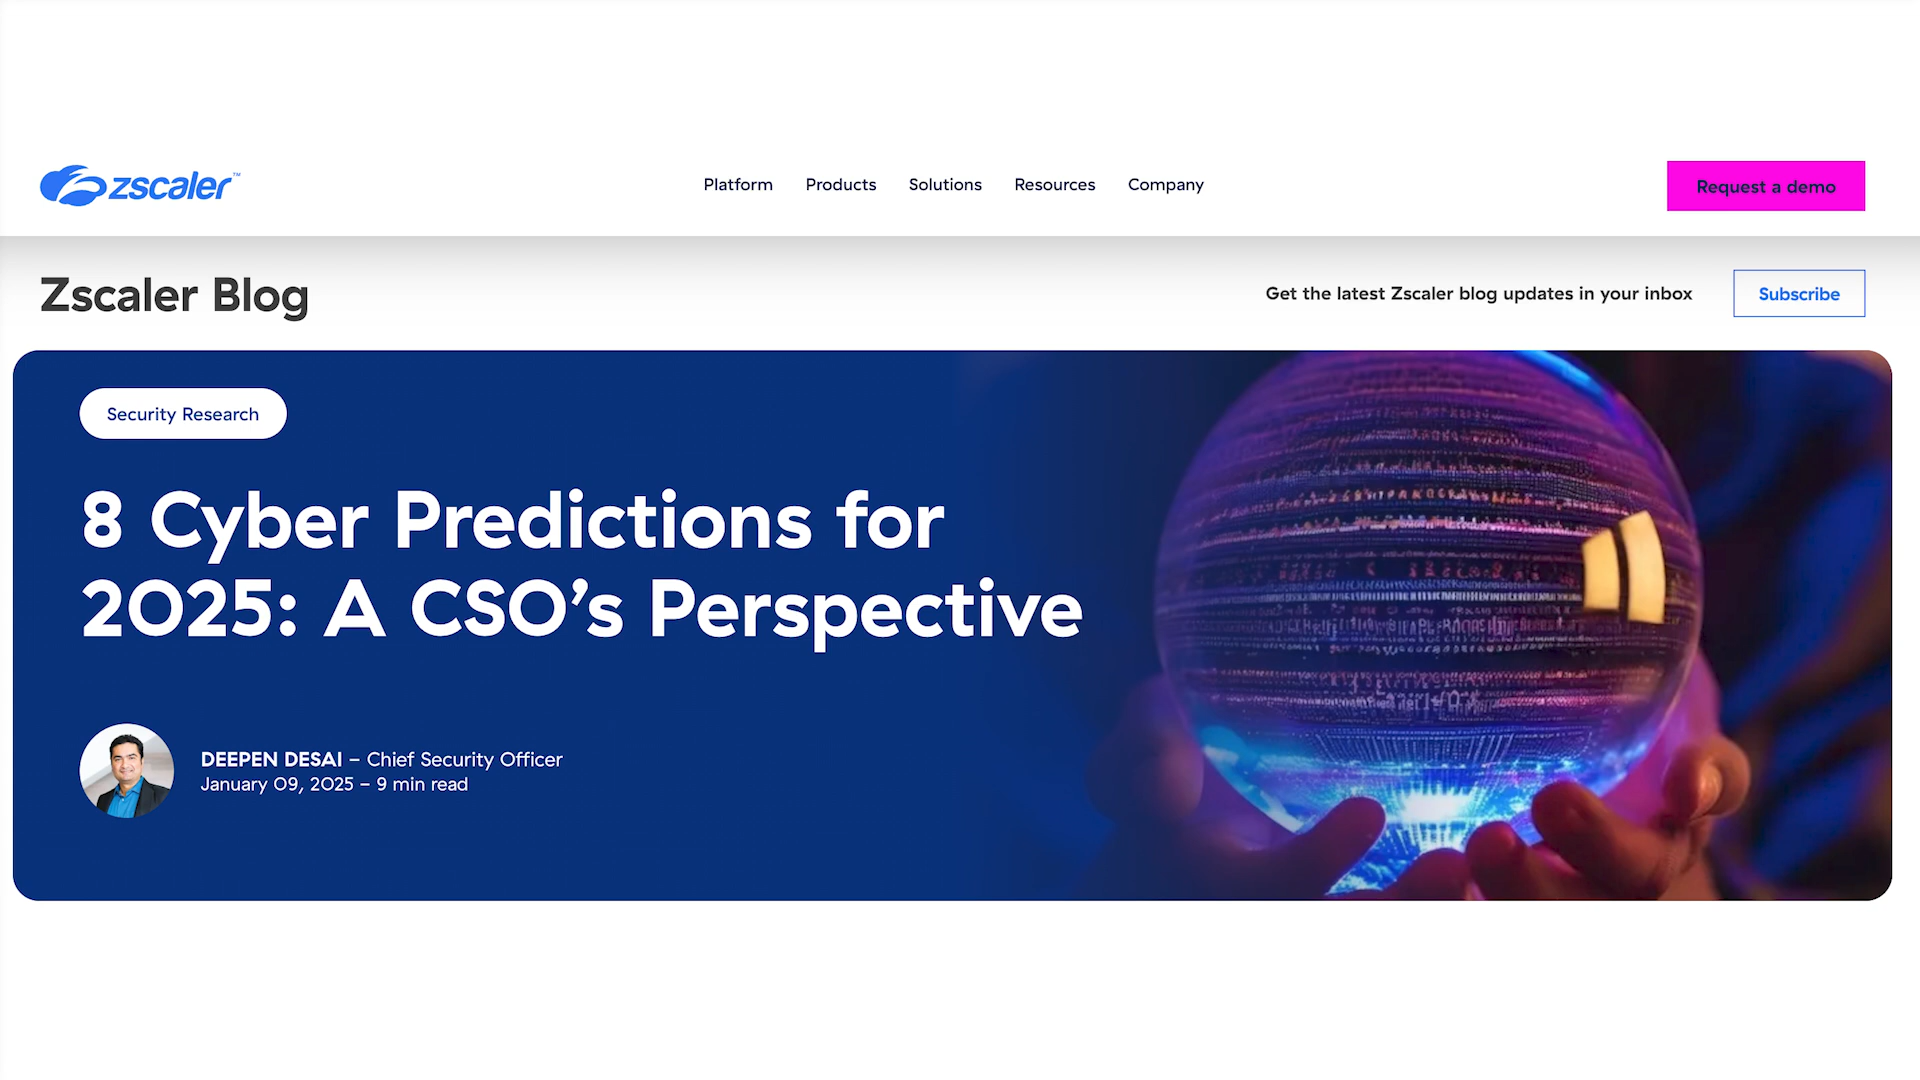 zscaler™
Platform Products Solutions Resources Company
Request a demo
Zscaler Blog
Get the latest Zscaler blog updates in your inbox
Subscribe
Security Research
8 Cyber Predictions for
2025: A CSO’s Perspective
DEEPEN DESAI – Chief Security Officer
January 09, 2025 – 9 min read